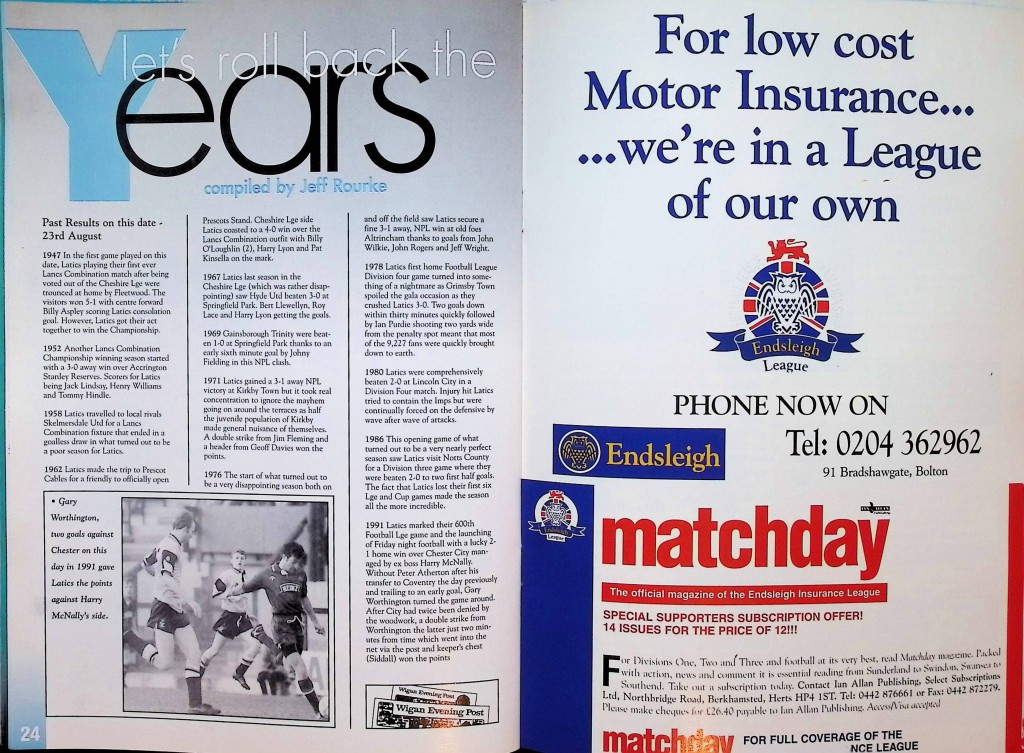 let's roll back the
Years
compiled by Jeff Rourke
Past Results on this date -
23rd August
1947 In the first game played on this
date, Latics playing their first ever
Lancs Combination match after being
voted out of the Cheshire Lge were
trounced at home by Fleetwood. The
visitors won 5-1 with centre forward
Billy Aspley scoring Latics consolation
goal. However, Latics got their act
together to win the Championship.
1952 Another Lancs Combination
Championship winning season started
with a 3-0 away win over Accrington
Stanley Reserves. Scorers for Latics
being Jack Lindsay, Henry Williams
and Tommy Hindle.
1958 Latics travelled to local rivals
Skelmersdale Utd for a Lancs
Combination fixture that ended in a
goalless draw in what turned out to be
a poor season for Latics.
1962 Latics made the trip to Prescot
Cables for a friendly to officially open
Prescots Stand. Cheshire Lge side
Latics coasted to a 4-0 win over the
Lancs Combination outfit with Billy
O'Loughlin (2), Harry Lyon and Pat
Kinsella on the mark.
1967 Latics last season in the
Cheshire Lge (which was rather disap-
pointing) saw Hyde Utd beaten 3-0 at
Springfield Park. Bert Llewellyn, Roy
Lace and Harry Lyon getting the goals.
1969 Gainsborough Trinity were beat-
en 1-0 at Springfield Park thanks to an
early sixth minute goal by Johny
Fielding in this NPL clash.
1971 Latics gained a 3-1 away NPL
victory at Kirkby Town but it took real
concentration to ignore the mayhem
going on around the terraces as half
the juvenile population of Kirkby
made general nuisance of themselves.
A double strike from Jim Fleming and
a header from Geoff Davies won the
points.
1976 The start of what turned out to
be a very disappointing season both on
and off the field saw Latics secure a
fine 3-1 away, NPL win at old foes
Altrincham thanks to goals from John
Wilkie, John Rogers and Jeff Wright.
1978 Latics first home Football League
Division four game turned into some-
thing of a nightmare as Grimsby Town
spoiled the gala occasion as they
crushed Latics 3-0. Two goals down
within thirty minutes quickly followed
by Ian Purdie shooting two yards wide
from the penalty spot meant that most
of the 9,227 fans were quickly brought
down to earth.
1980 Latics were comprehensively
beaten 2-0 at Lincoln City in a
Division Four match. Injury hit Latics
tried to contain the Imps but were
continually forced on the defensive by
wave after wave of attacks.
1986 This opening game of what
turned out to be a very nearly perfect
season saw Latics visit Notts County
for a Division three game where they
were beaten 2-0 to two first half goals.
The fact that Latics lost their first six
Lge and Cup games made the season
all the more incredible.
1991 Latics marked their 600th
Football Lge game and the launching
of Friday night football with a lucky 2-
1 home win over Chester City man-
aged by ex boss Harry McNally.
Without Peter Atherton after his
transfer to Coventry the day previously
and trailing to an early goal, Gary
Worthington turned the game around.
After City had twice been denied by
the woodwork, a double strike from
Worthington the latter just two min-
utes from time which went into the
net via the post and keeper's chest
(Siddall) won the points
• Gary
Worthington,
two goals against
Chester on this
day in 1991 gave
Latics the points
against Harry
McNally's side.
Wigan Evening Post
Wigan Evening Post
24
For low cost
Motor Insurance...
...we're in a League
of our own
Endsleigh
League
PHONE NOW ON
Endsleigh
Tel: 0204 362962
91 Bradshawgate, Bolton
Endsleigh
League
matchday
The official magazine of the Endsleigh Insurance League
SPECIAL SUPPORTERS SUBSCRIPTION OFFER!
14 ISSUES FOR THE PRICE OF 12!!!
For Divisions One, Two and Three and football at its very best, read Matchday magazine. Packed
with action, news and comment it is essential reading from Sunderland to Swindon, Swansea to
Southend. Take out a subscription today. Contact Ian Allan Publishing, Select Subscriptions
Ltd, Northbridge Road, Berkhamsted, Herts HP4 1ST. Tel: 0442 876661 or Fax: 0442 872279.
Please make cheques for £26.40 payable to Ian Allan Publishing. Access/Visa accepted
matchday
FOR FULL COVERAGE OF THE
NCE LEAGUE